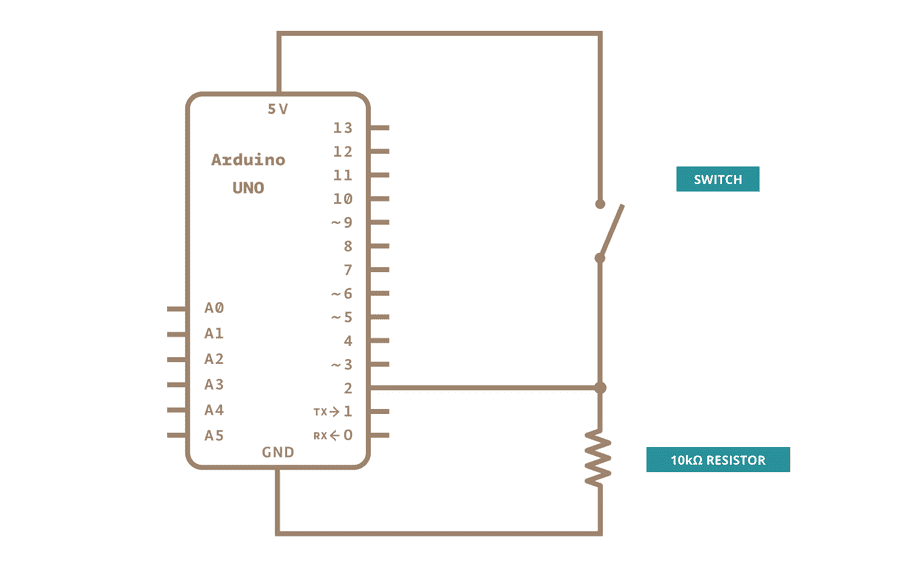 5V
Arduino
UNO
13
12
11
10
~9
8
7
~6
~5
4
~3
2
TX→1
RX←0
A0
A1
A2
A3
A4
A5
GND
SWITCH
10kΩ RESISTOR